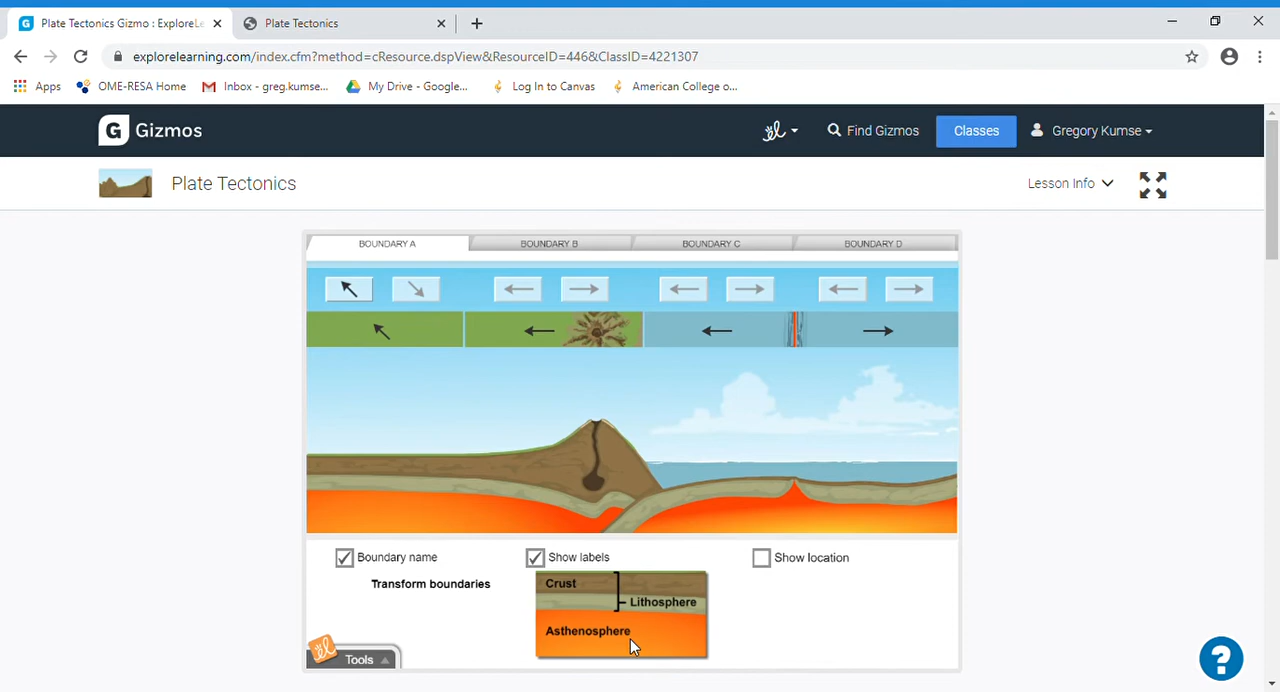 Plate Tectonics Gizmo : ExploreLe
Plate Tectonics
explorelearning.com/index.cfm?method=cResource.dspView&ResourceID=446&ClassID=4221307
Apps OME-RESA Home Inbox - greg.kumse... My Drive - Google... Log In to Canvas American College o...
G Gizmos Find Gizmos Classes Gregory Kumse
Plate Tectonics Lesson Info
BOUNDARY A BOUNDARY B BOUNDARY C BOUNDARY D
Boundary name Show labels Show location
Transform boundaries
Crust
Lithosphere
Asthenosphere
Tools
?